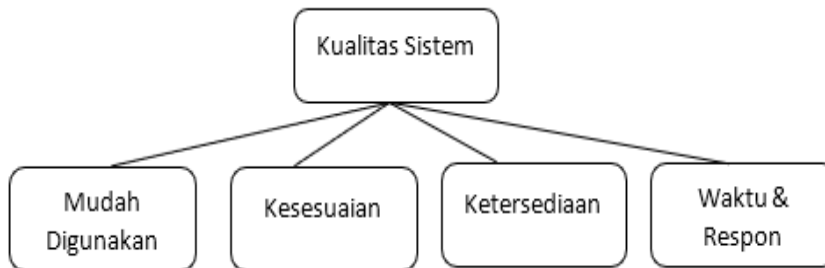 Kualitas Sistem
Mudah
Digunakan
Kesesuaian
Ketersediaan
Waktu &
Respon